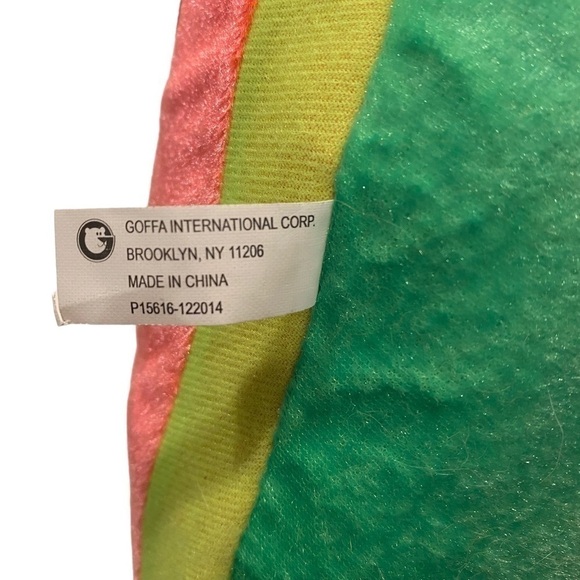 GOFFA INTERNATIONAL CORP.
BROOKLYN, NY 11206
MADE IN CHINA
P15616-122014